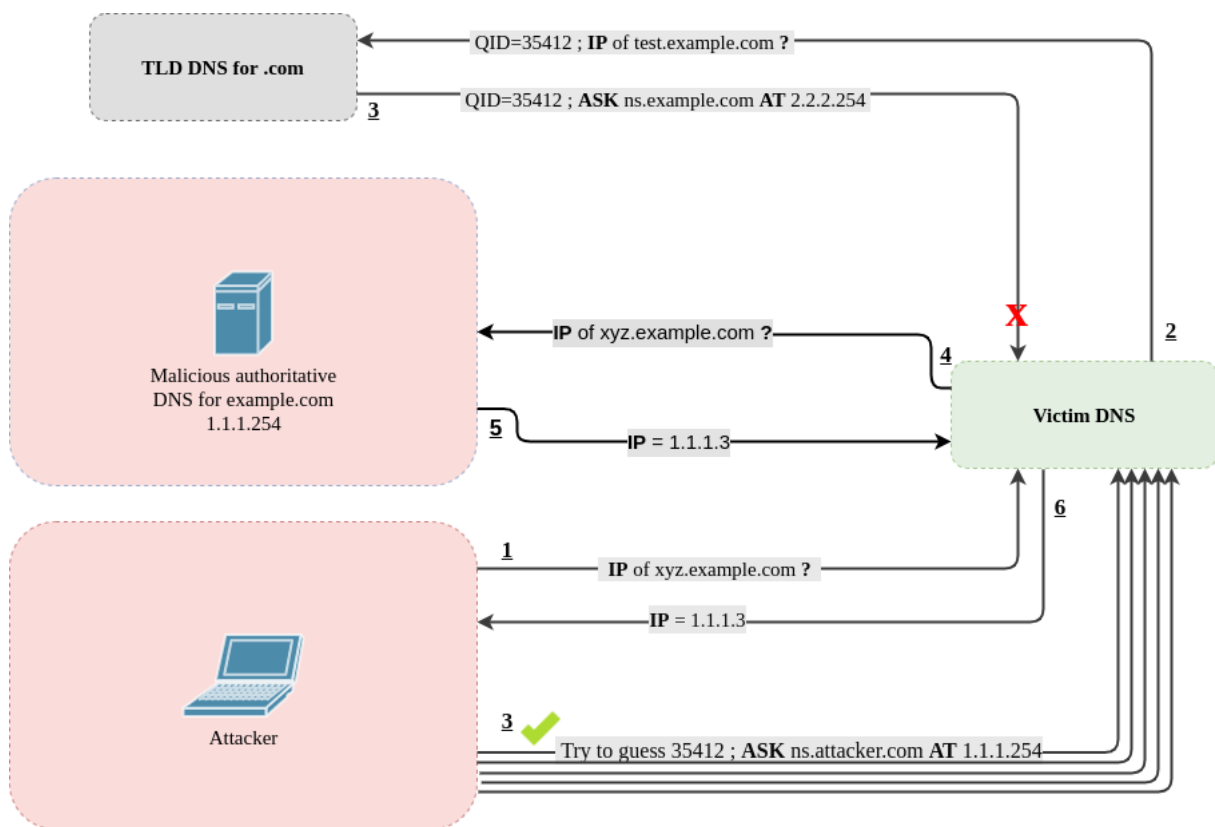 QID=35412 ; IP of test.example.com ?
TLD DNS for .com
QID=35412 ; ASK ns.example.com AT 2.2.2.254
3
X
IP of xyz.example.com ?
2
4
Malicious authoritative
DNS for example.com
1.1.1.254
Victim DNS
5
IP = 1.1.1.3
6
1
IP of xyz.example.com ?
IP = 1.1.1.3
3
Attacker
Try to guess 35412 ; ASK ns.attacker.com AT 1.1.1.254